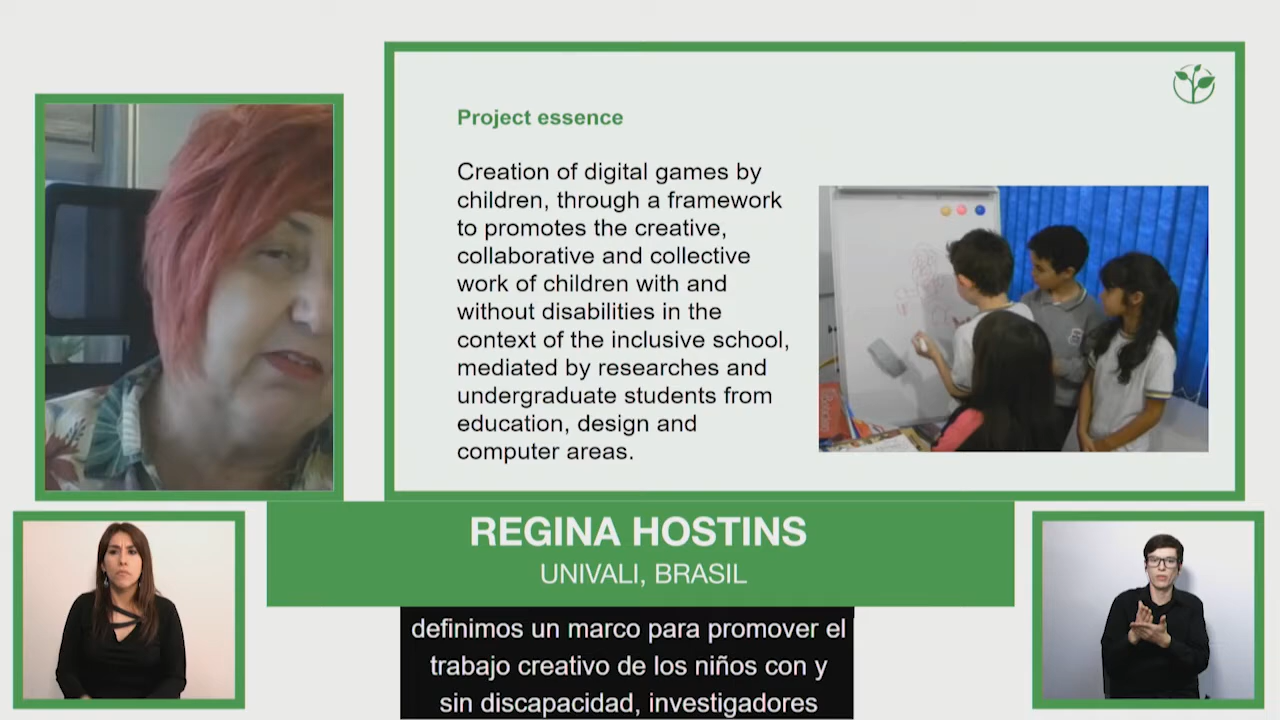 Project essence
Creation of digital games by
children, through a framework
to promotes the creative,
collaborative and collective
work of children with and
without disabilities in the
context of the inclusive school,
mediated by researches and
undergraduate students from
education, design and
computer areas.
REGINA HOSTINS
UNIVALI, BRASIL
definimos un marco para promover el
trabajo creativo de los niños con y
sin discapacidad, investigadores